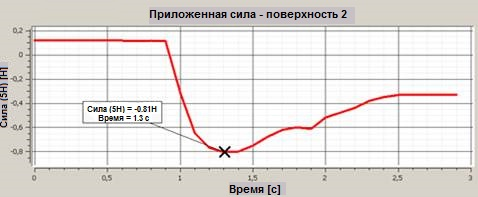 Приложенная сила - поверхность 2
Сила (5Н) [Н]
0,2
0
-0,2
-0,4
-0,6
-0,8
Сила (5Н) = -0.81Н
Время = 1.3 с
0
0,5
1
1,5
2
2,5
3
Время [с]